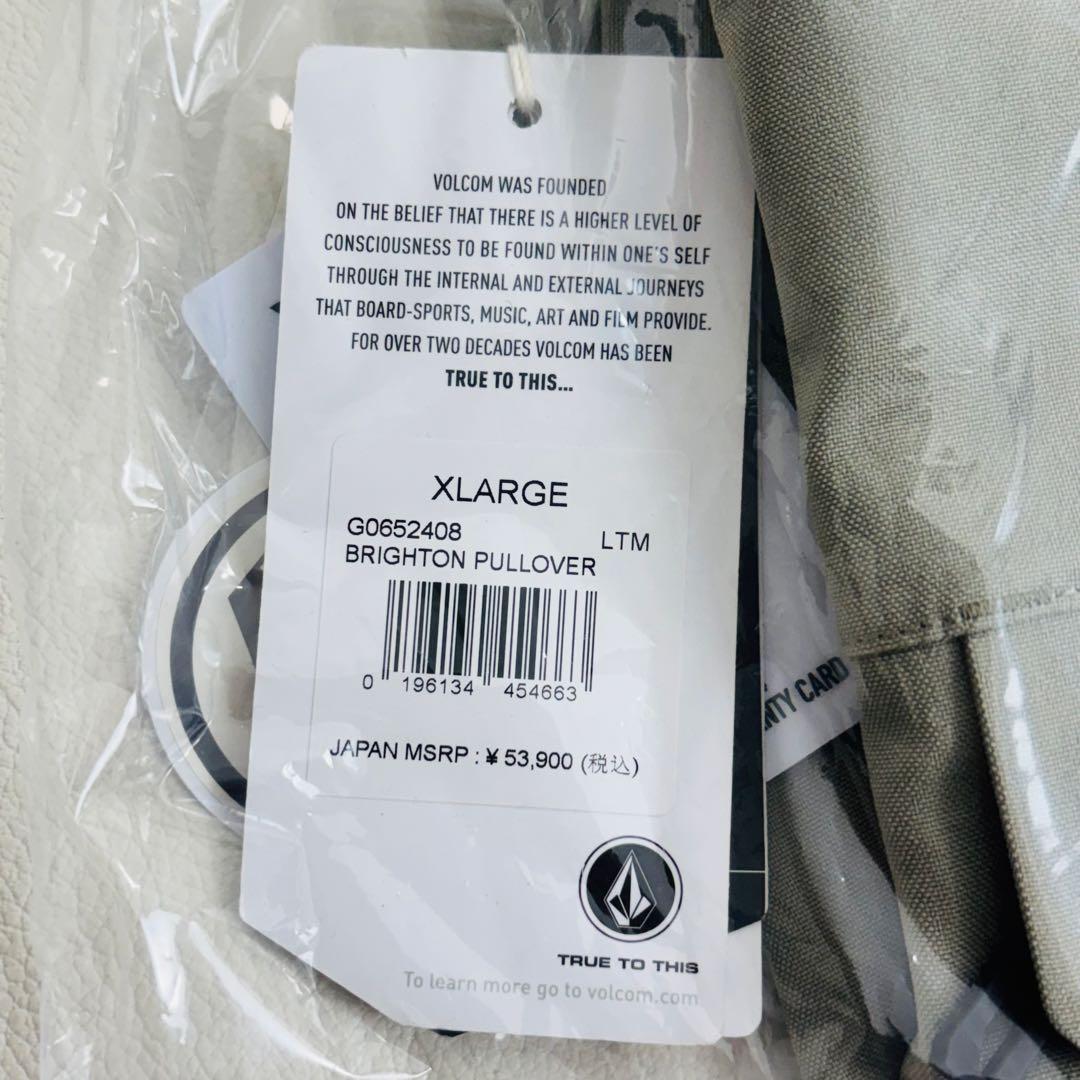 VOLCOM WAS FOUNDED
ON THE BELIEF THAT THERE IS A HIGHER LEVEL OF
CONSCIOUSNESS TO BE FOUND WITHIN ONE'S SELF
THROUGH THE INTERNAL AND EXTERNAL JOURNEYS
THAT BOARD-SPORTS, MUSIC, ART AND FILM PROVIDE.
FOR OVER TWO DECADES VOLCOM HAS BEEN
TRUE TO THIS...
XLARGE
G0652408 LTM
BRIGHTON PULLOVER
0 196134 454663
JAPAN MSRP : ¥ 53,900 (税込)
NTY CARD
TRUE TO THIS
To learn more go to volcom.com